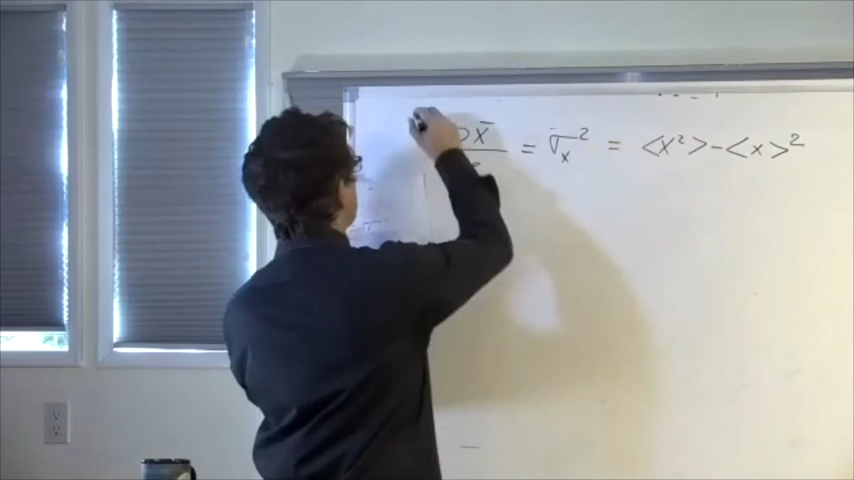 x̄ = σₓ² = <x²>-<x>²